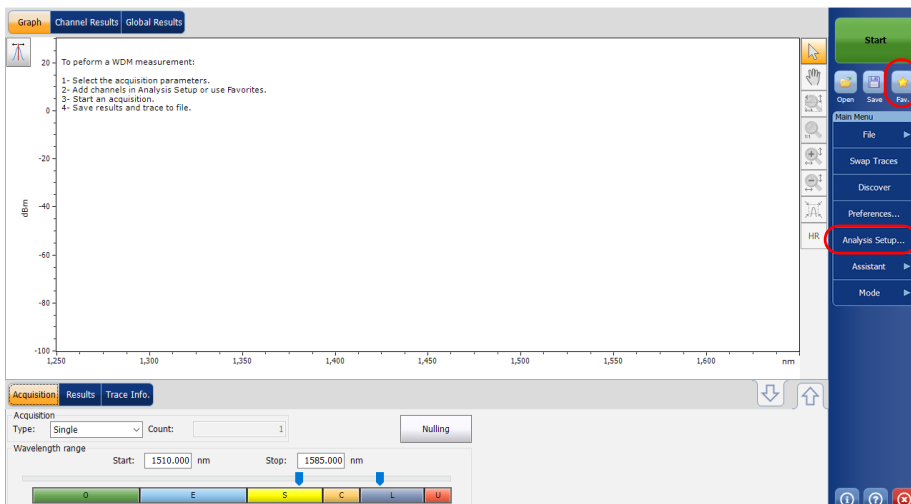 Graph Channel Results Global Results
To peform a WDM measurement:
1- Select the acquisition parameters.
2- Add channels in Analysis Setup or use Favorites.
3- Start an acquisition.
4- Save results and trace to file.
20
0
-20
-40
-60
-80
-100
dBm
1,250 1,300 1,350 1,400 1,450 1,500 1,550 1,600 nm
1:1
HR
Start
Open Save Fav.
Main Menu
File
Swap Traces
Discover
Preferences...
Analysis Setup...
Assistant
Mode
Acquisition Results Trace Info.
Acquisition
Type: Single Count: 1 Nulling
Wavelength range
Start: 1510.000 nm Stop: 1585.000 nm
O E S C L U